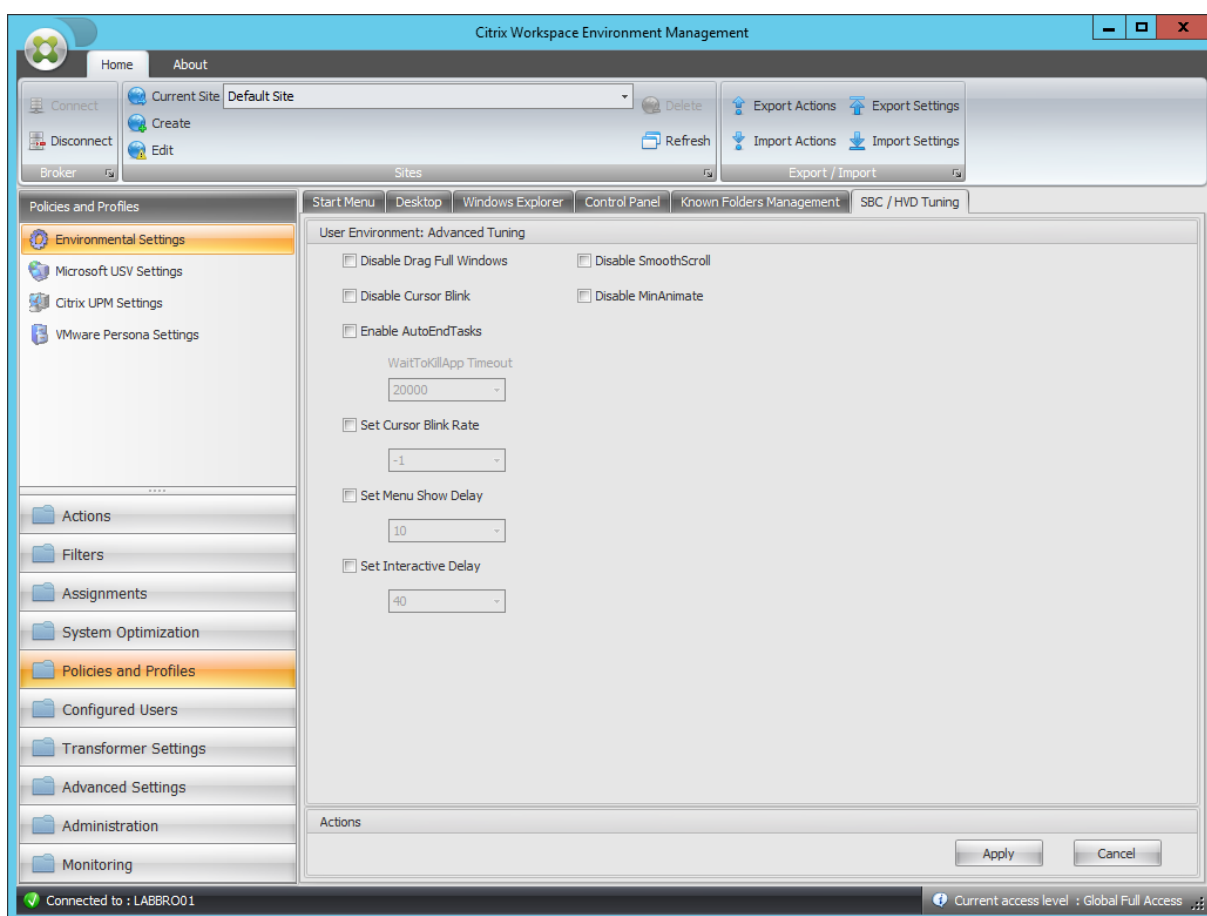 Citrix Workspace Environment Management
Home About
Connect
Disconnect
Broker
Current Site Default Site
Create
Edit
Delete
Refresh
Sites
Export Actions Export Settings
Import Actions Import Settings
Export / Import
Policies and Profiles
Environmental Settings
Microsoft USV Settings
Citrix UPM Settings
VMware Persona Settings
Actions
Filters
Assignments
System Optimization
Policies and Profiles
Configured Users
Transformer Settings
Advanced Settings
Administration
Monitoring
Start Menu Desktop Windows Explorer Control Panel Known Folders Management SBC / HVD Tuning
User Environment: Advanced Tuning
Disable Drag Full Windows Disable SmoothScroll
Disable Cursor Blink Disable MinAnimate
Enable AutoEndTasks
WaitToKillApp Timeout
20000
Set Cursor Blink Rate
-1
Set Menu Show Delay
10
Set Interactive Delay
40
Actions
Apply Cancel
Connected to : LABBRO01 Current access level : Global Full Access